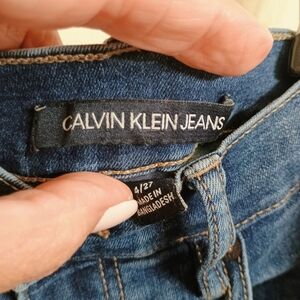 CALVIN KLEIN JEANS
4/27
MADE IN
BANGLADESH